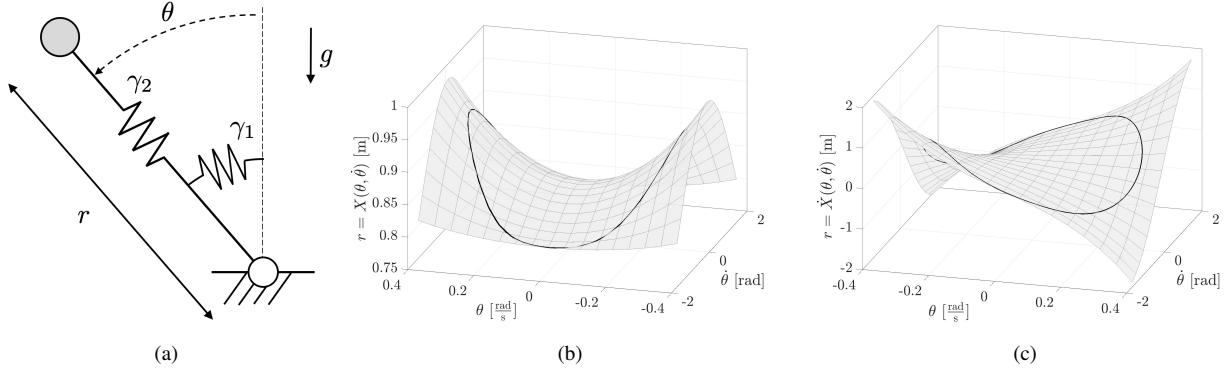 θ
g
γ₂
γ₁
r
(a)
r = X(θ, θ̇) [m]
1
0.95
0.9
0.85
0.8
0.75
0.4
0.2
0
-0.2
-0.4
θ [rad/s]
2
0
-2
θ̇ [rad]
(b)
r = Ẋ(θ, θ̇) [m]
2
1
0
-1
-2
-0.4
-0.2
0
0.2
0.4
θ [rad/s]
2
0
-2
θ̇ [rad]
(c)